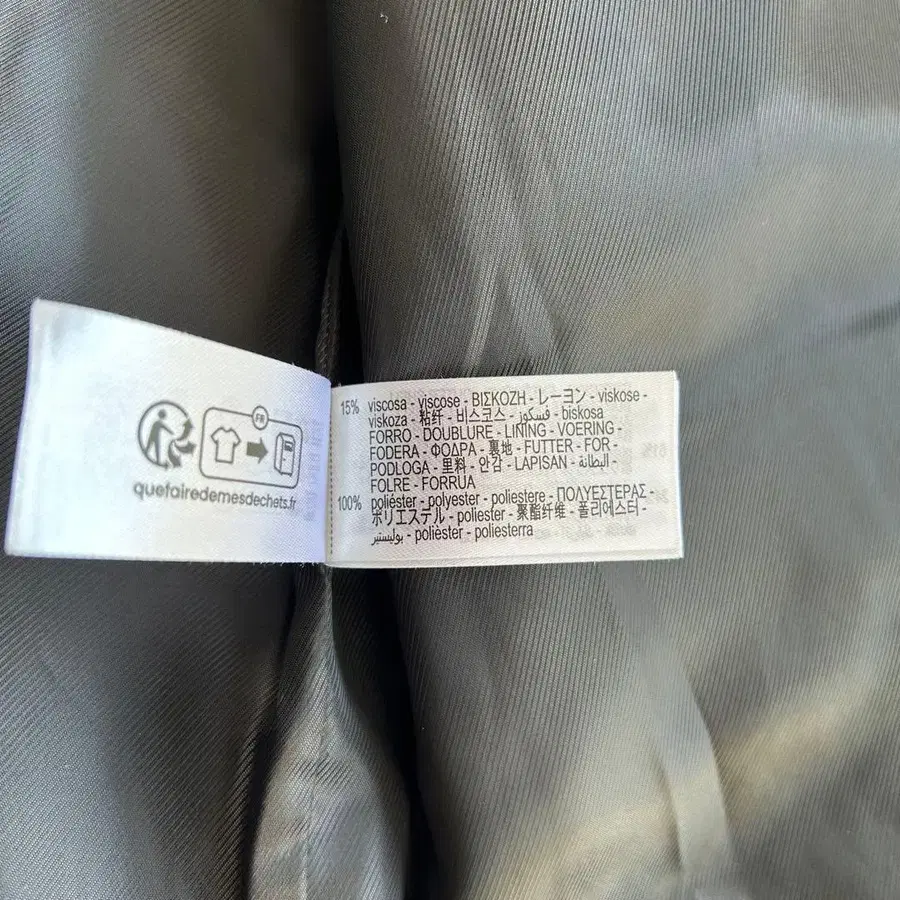 FR
quefairedemesdechets.fr
15% viscosa - viscose - ΒΙΣΚΟΖΗ - レーヨン - viskose -
viskoza - 粘纤 - 비스코스 - فسكوز - biskosa
FORRO - DOUBLURE - LINING - VOERING -
FODERA - ΦΟΔΡΑ - 裏地 - FUTTER - FOR -
PODLOGA - 里料 - 안감 - LAPISAN - البطانة -
FOLRE - FORRUA
100% poliéster - polyester - poliestere - ΠΟΛΥΕΣΤΕΡΑΣ -
ポリエステル - poliester - 聚酯纤维 - 폴리에스터 -
بوليستير - polièster - poliesterra